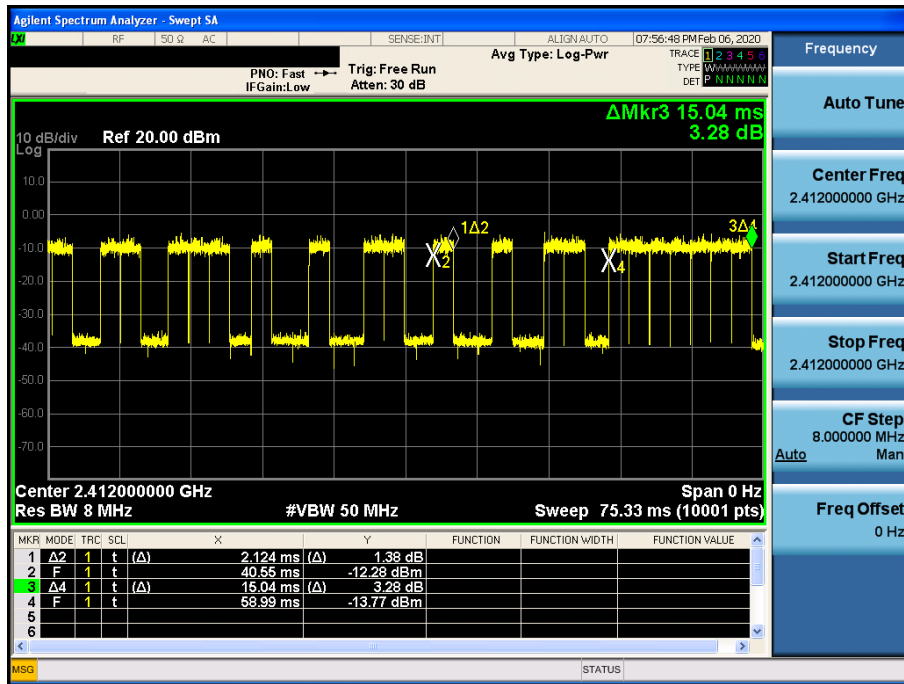 Agilent Spectrum Analyzer - Swept SA
LXI RF 50 Ω AC SENSE:INT ALIGN AUTO 07:56:48 PM Feb 06, 2020
Frequency
Avg Type: Log-Pwr
TRACE 1 2 3 4 5 6
PNO: Fast Trig: Free Run
TYPE WWWWWW
IFGain:Low Atten: 30 dB
DET P N N N N N
Auto Tune
ΔMkr3 15.04 ms
3.28 dB
10 dB/div Ref 20.00 dBm
Log
10.0
0.00
-10.0
-20.0
-30.0
-40.0
-50.0
-60.0
-70.0
1Δ2
2
3Δ4
4
Center Freq
2.412000000 GHz
Start Freq
2.412000000 GHz
Stop Freq
2.412000000 GHz
CF Step
8.000000 MHz
Auto Man
Freq Offset
0 Hz
Center 2.412000000 GHz Span 0 Hz
Res BW 8 MHz #VBW 50 MHz Sweep 75.33 ms (10001 pts)
MKR MODE TRC SCL X Y FUNCTION FUNCTION WIDTH FUNCTION VALUE
1 Δ2 1 t (Δ) 2.124 ms (Δ) 1.38 dB
2 F 1 t 40.55 ms -12.28 dBm
3 Δ4 1 t (Δ) 15.04 ms (Δ) 3.28 dB
4 F 1 t 58.99 ms -13.77 dBm
5
6
MSG STATUS